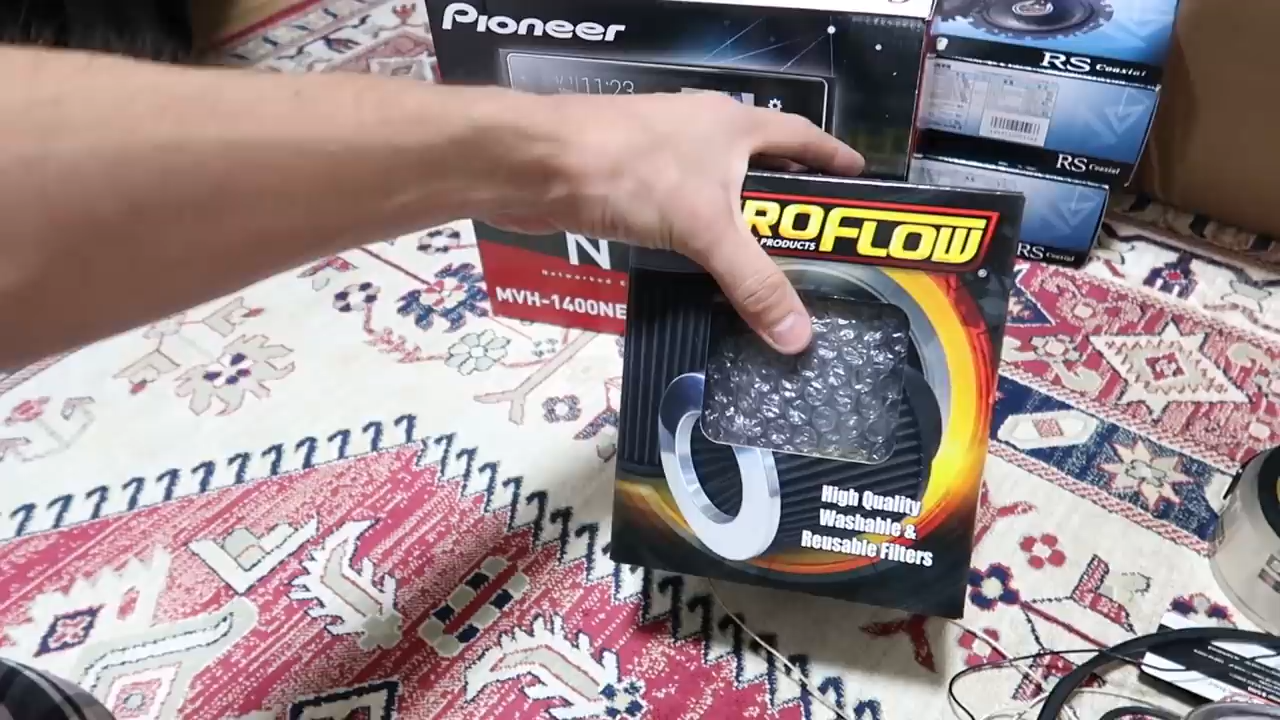 Pioneer
11:23
RS Coaxial
RS Coaxial
RS Coaxial
N
MVH-1400NE
ROFLOW
PRODUCTS
High Quality
Washable &
Reusable Filters